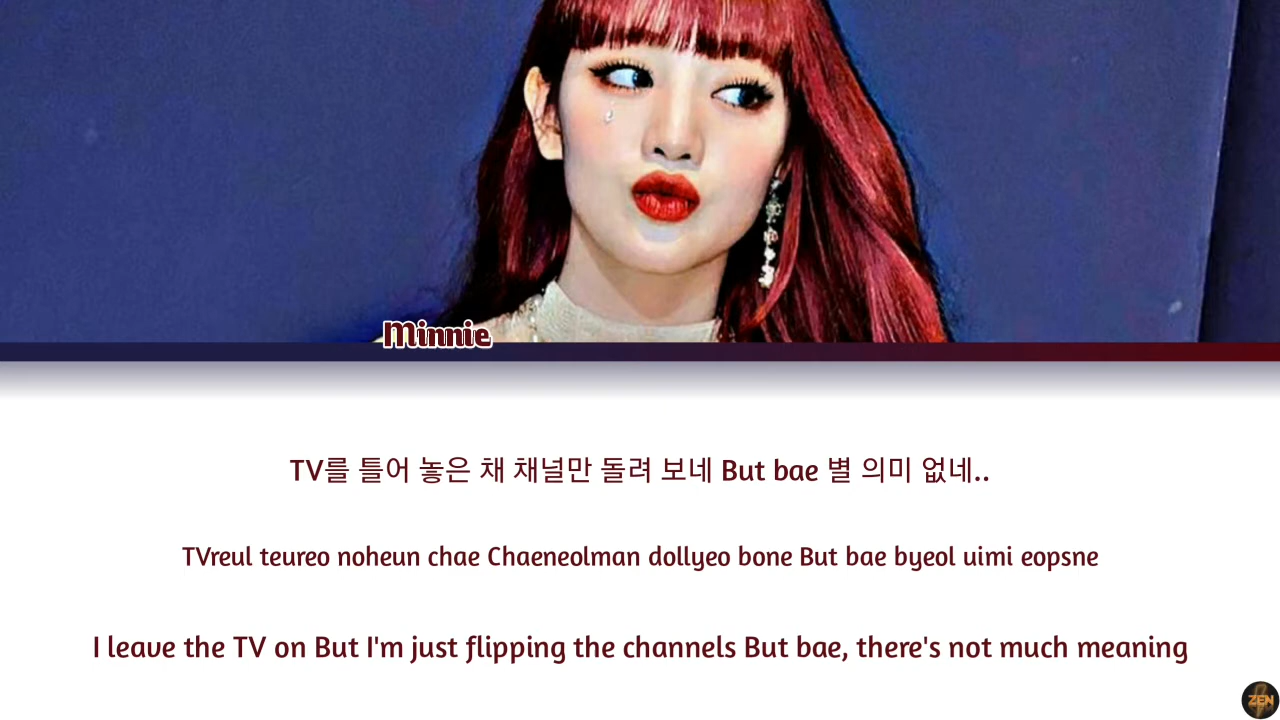 Minnie
TV를 틀어 놓은 채 채널만 돌려 보네 But bae 별 의미 없네..
TVreul teureo noheun chae Chaeneolman dollyeo bone But bae byeol uimi eopsne
I leave the TV on But I'm just flipping the channels But bae, there's not much meaning
ZEN